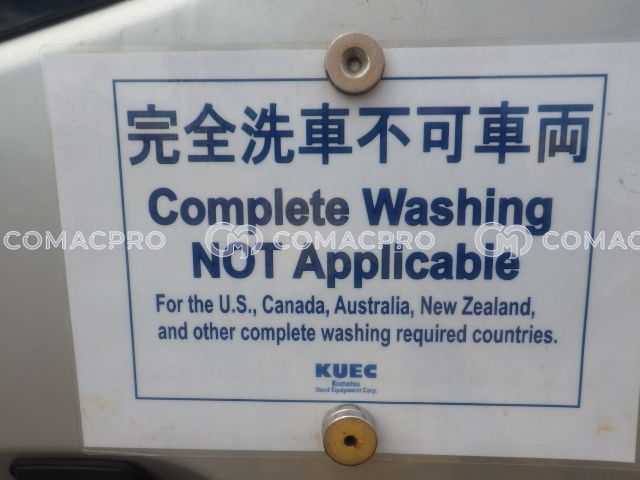 完全洗車不可車両
Complete Washing
COMACPRO COMACPRO COMACPRO
NOT Applicable
For the U.S., Canada, Australia, New Zealand,
and other complete washing required countries.
KUEC
Komatsu
Used Equipment Corp.